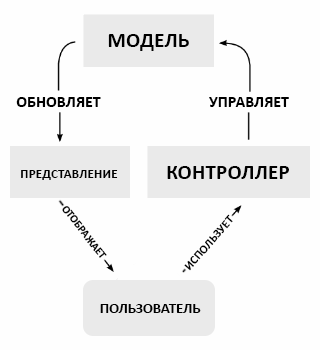 МОДЕЛЬ
ОБНОВЛЯЕТ
УПРАВЛЯЕТ
ПРЕДСТАВЛЕНИЕ
КОНТРОЛЛЕР
ОТОБРАЖАЕТ
ИСПОЛЬЗУЕТ
ПОЛЬЗОВАТЕЛЬ